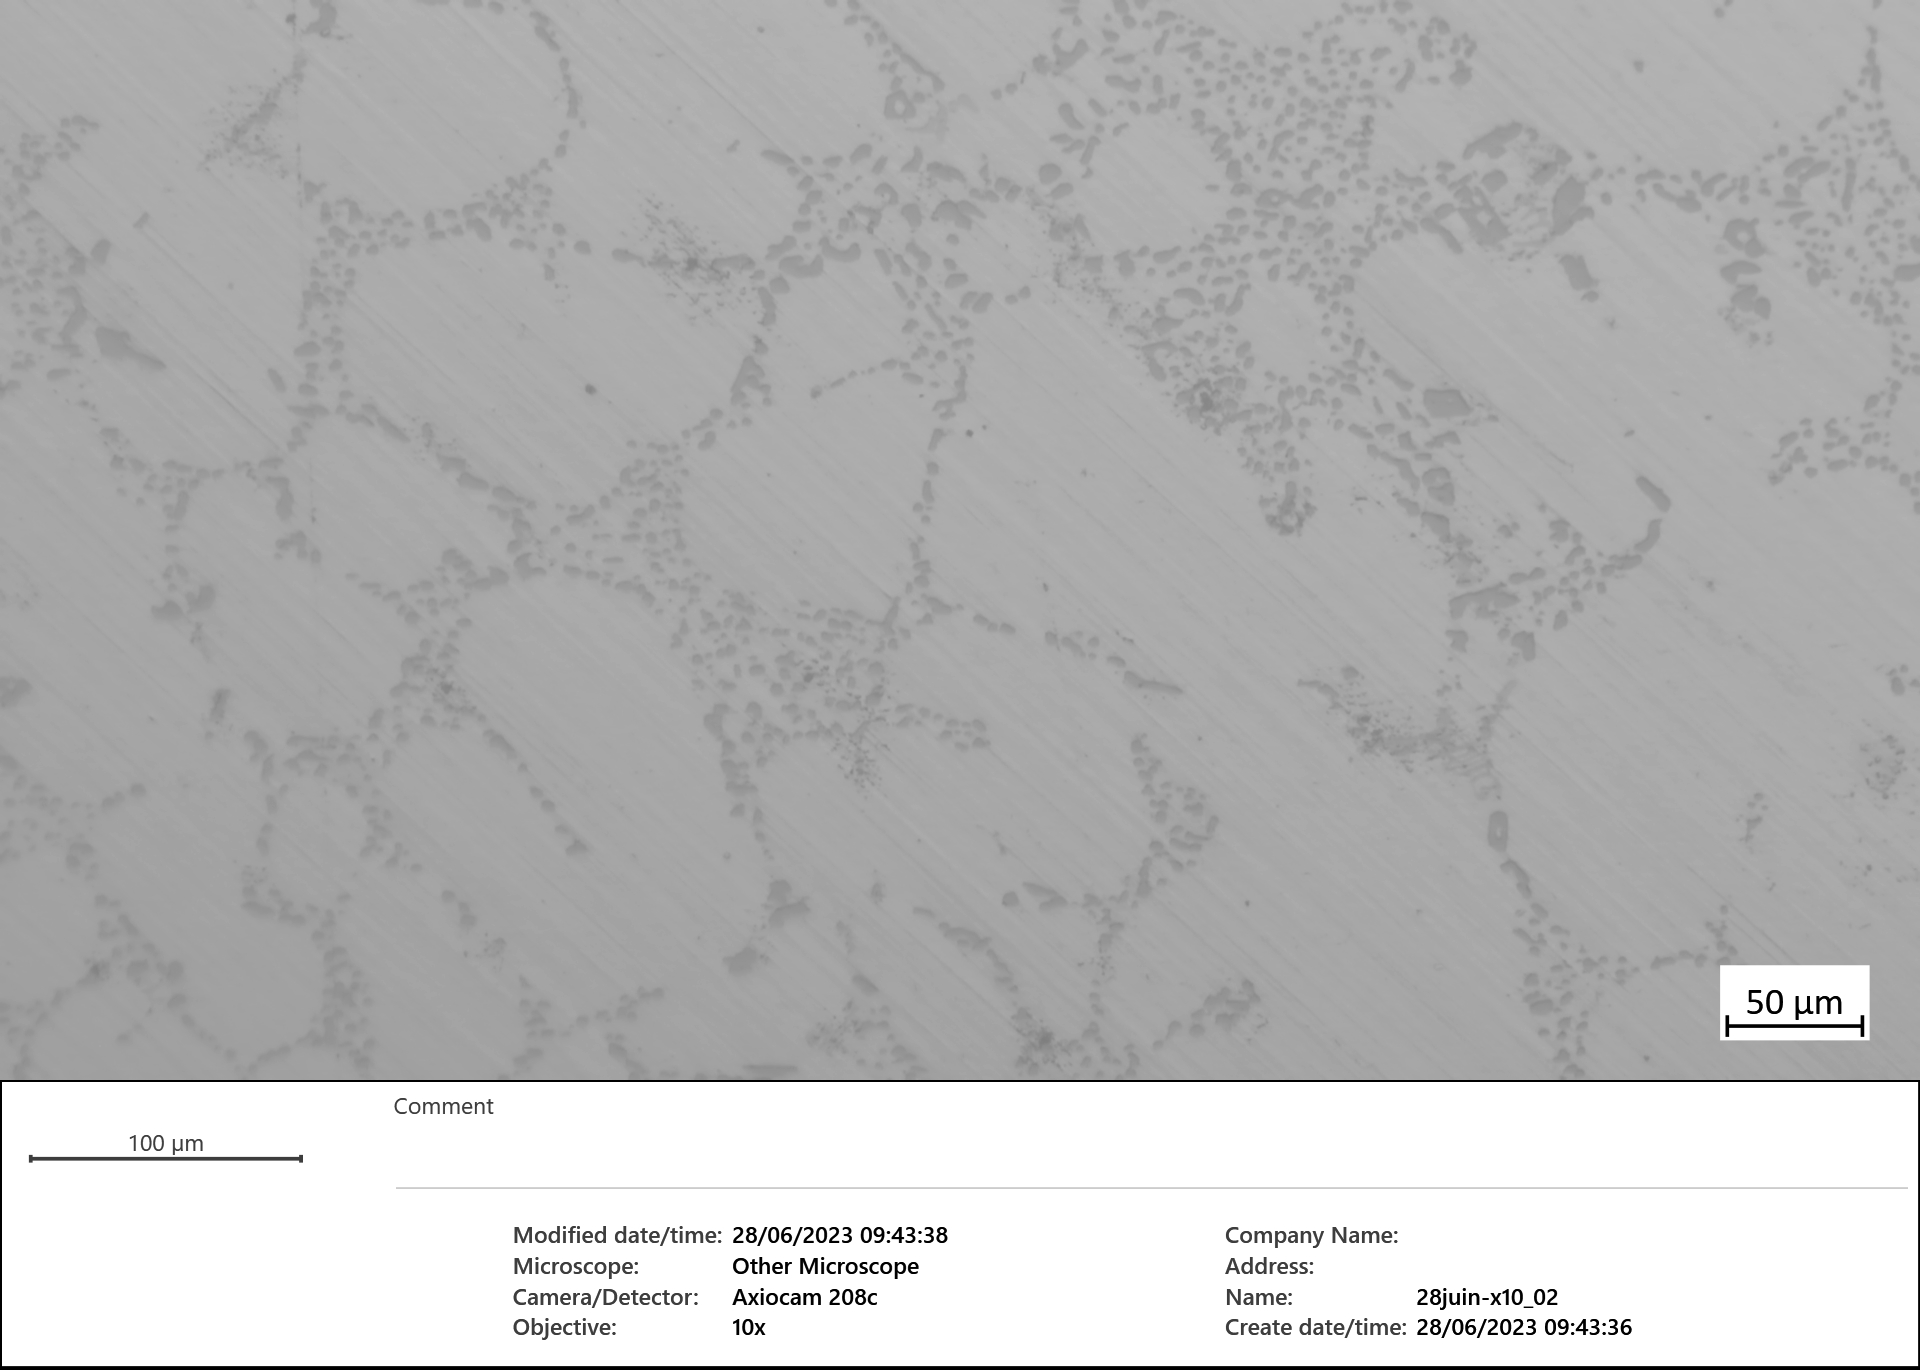 50 µm
100 µm
Comment
Modified date/time: 28/06/2023 09:43:38
Microscope: Other Microscope
Camera/Detector: Axiocam 208c
Objective: 10x
Company Name:
Address:
Name: 28juin-x10_02
Create date/time: 28/06/2023 09:43:36